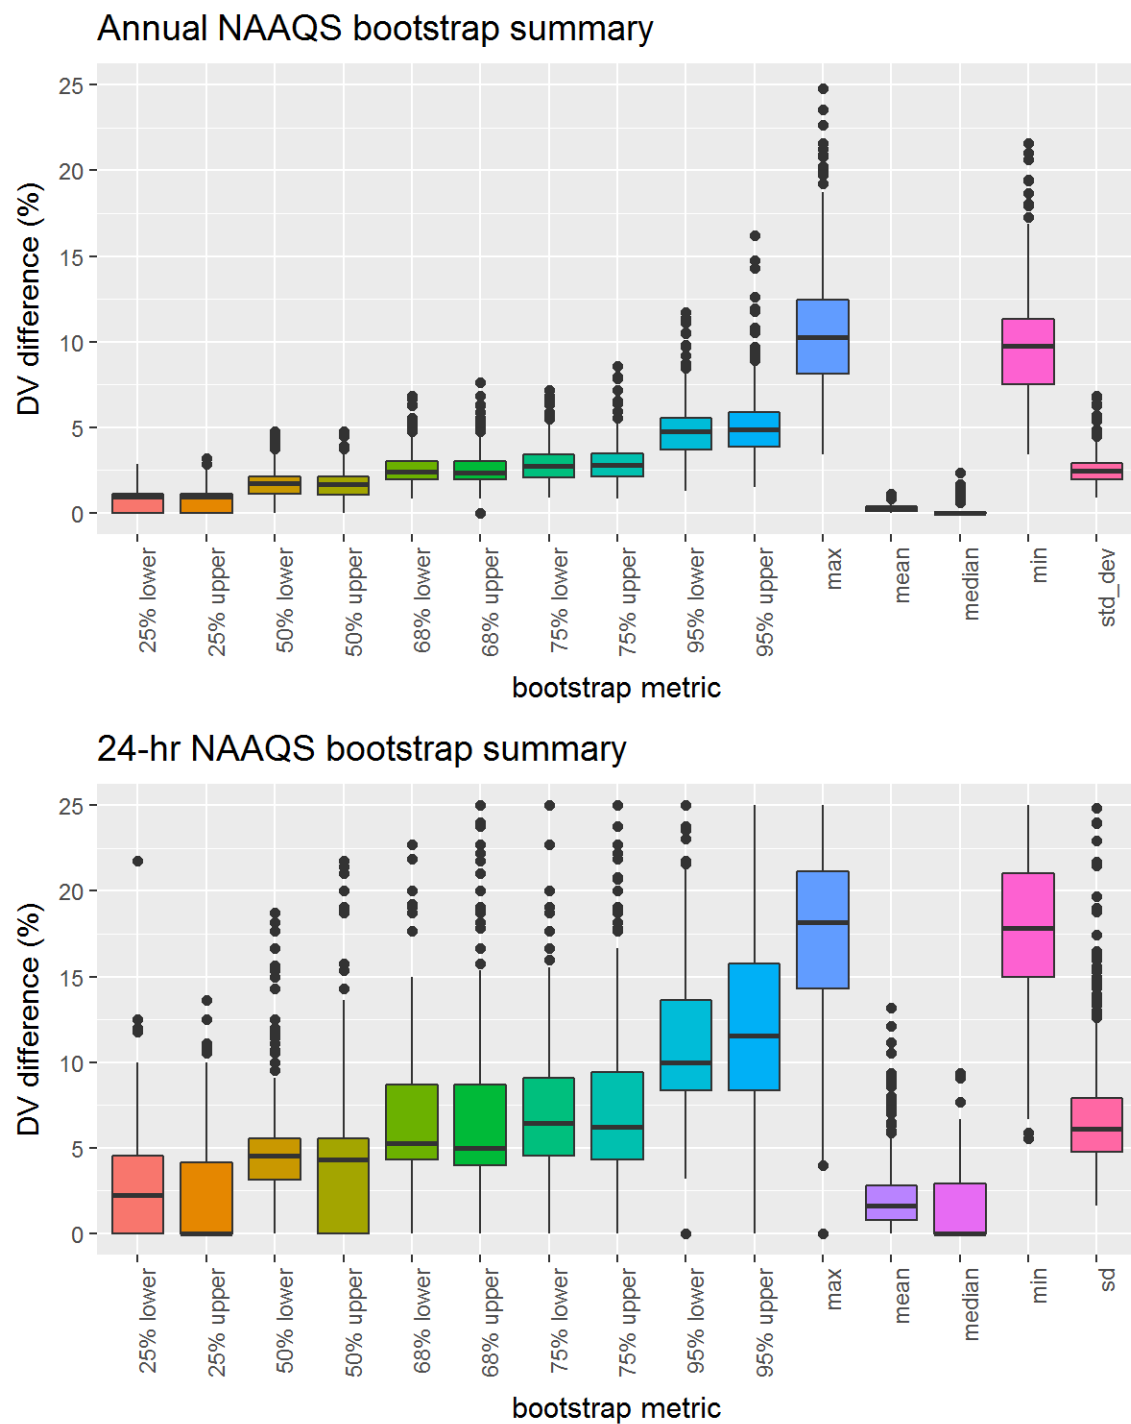 Annual NAAQS bootstrap summary
DV difference (%)
25
20
15
10
5
0
25% lower
25% upper
50% lower
50% upper
68% lower
68% upper
75% lower
75% upper
95% lower
95% upper
max
mean
median
min
std_dev
bootstrap metric
24-hr NAAQS bootstrap summary
DV difference (%)
25
20
15
10
5
0
25% lower
25% upper
50% lower
50% upper
68% lower
68% upper
75% lower
75% upper
95% lower
95% upper
max
mean
median
min
sd
bootstrap metric